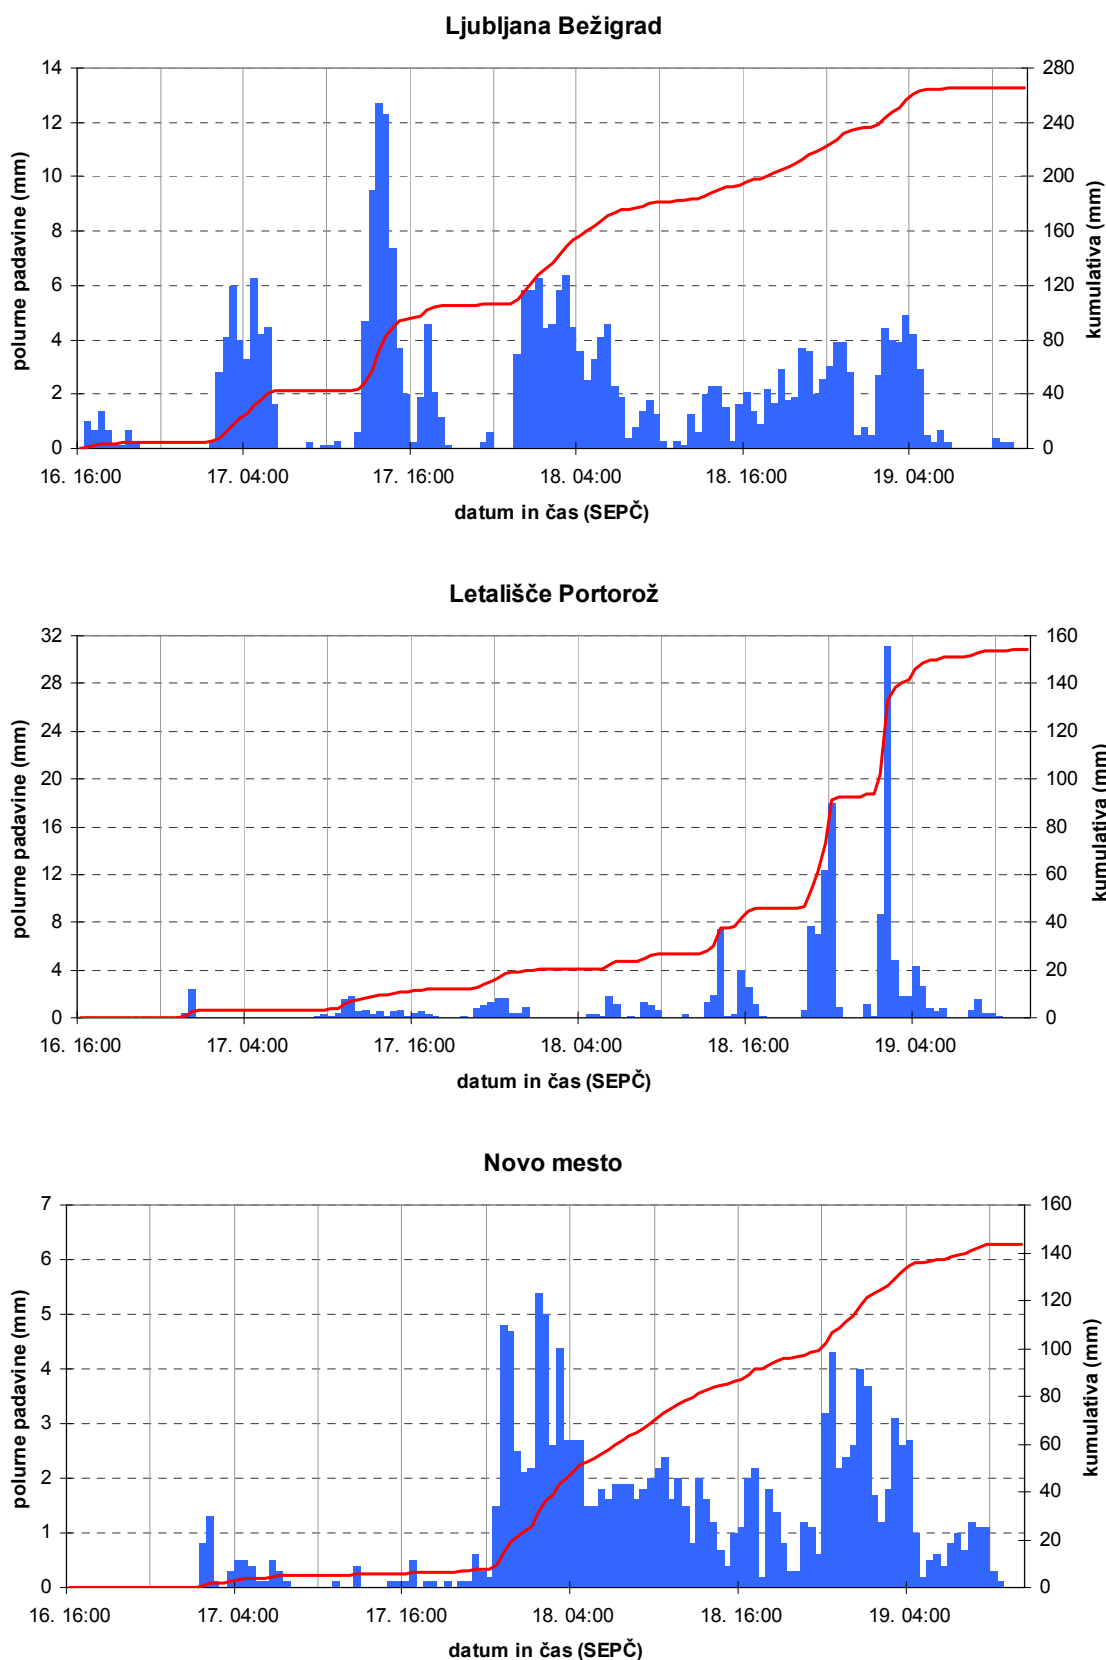 Ljubljana Bežigrad
14 280
12 240
10 200
8 160
6 120
4 80
2 40
0 0
polurne padavine (mm)
kumulativa (mm)
16. 16:00 17. 04:00 17. 16:00 18. 04:00 18. 16:00 19. 04:00
datum in čas (SEPČ)
Letališče Portorož
32 160
28 140
24 120
20 100
16 80
12 60
8 40
4 20
0 0
polurne padavine (mm)
kumulativa (mm)
16. 16:00 17. 04:00 17. 16:00 18. 04:00 18. 16:00 19. 04:00
datum in čas (SEPČ)
Novo mesto
7 160
6 140
5 120
4 100
3 80
2 60
1 40
0 20
0
polurne padavine (mm)
kumulativa (mm)
16. 16:00 17. 04:00 17. 16:00 18. 04:00 18. 16:00 19. 04:00
datum in čas (SEPČ)